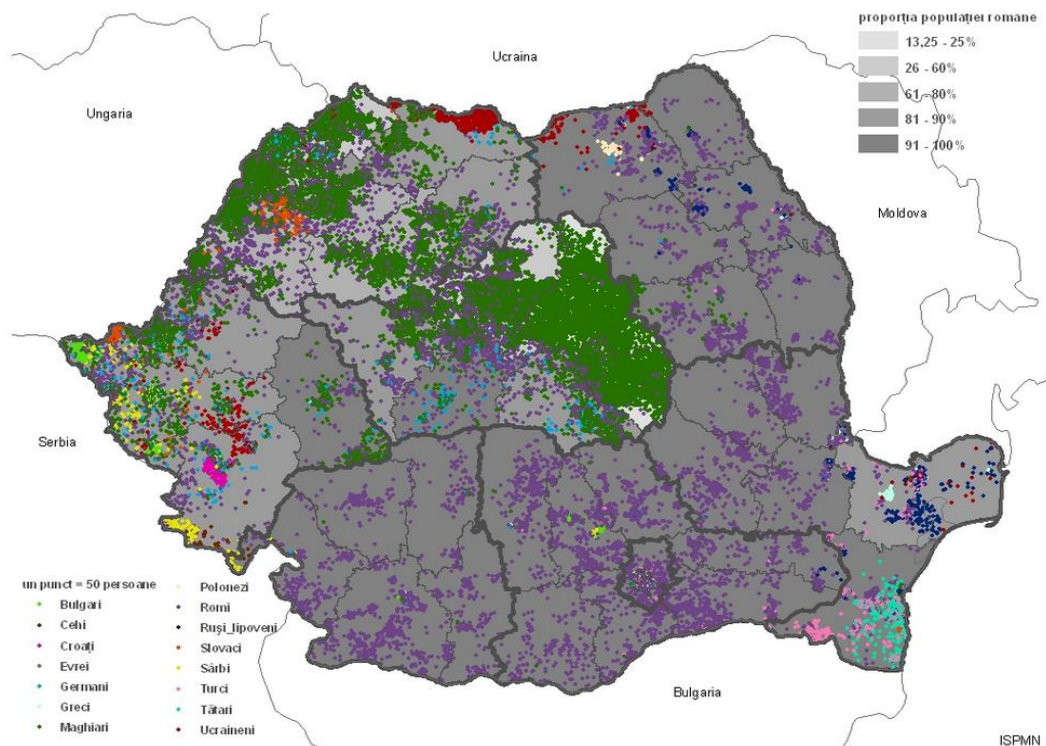 proporția populației romane
13,25 - 25%
26 - 60%
61 - 80%
81 - 90%
91 - 100%
Ucraina
Ungaria
Moldova
Serbia
Bulgaria
un punct = 50 persoane
Bulgari
Cehi
Croați
Evrei
Germani
Greci
Maghiari
Polonezi
Romi
Ruși_lipoveni
Slovaci
Sârbi
Turci
Tătari
Ucraineni
ISPMN